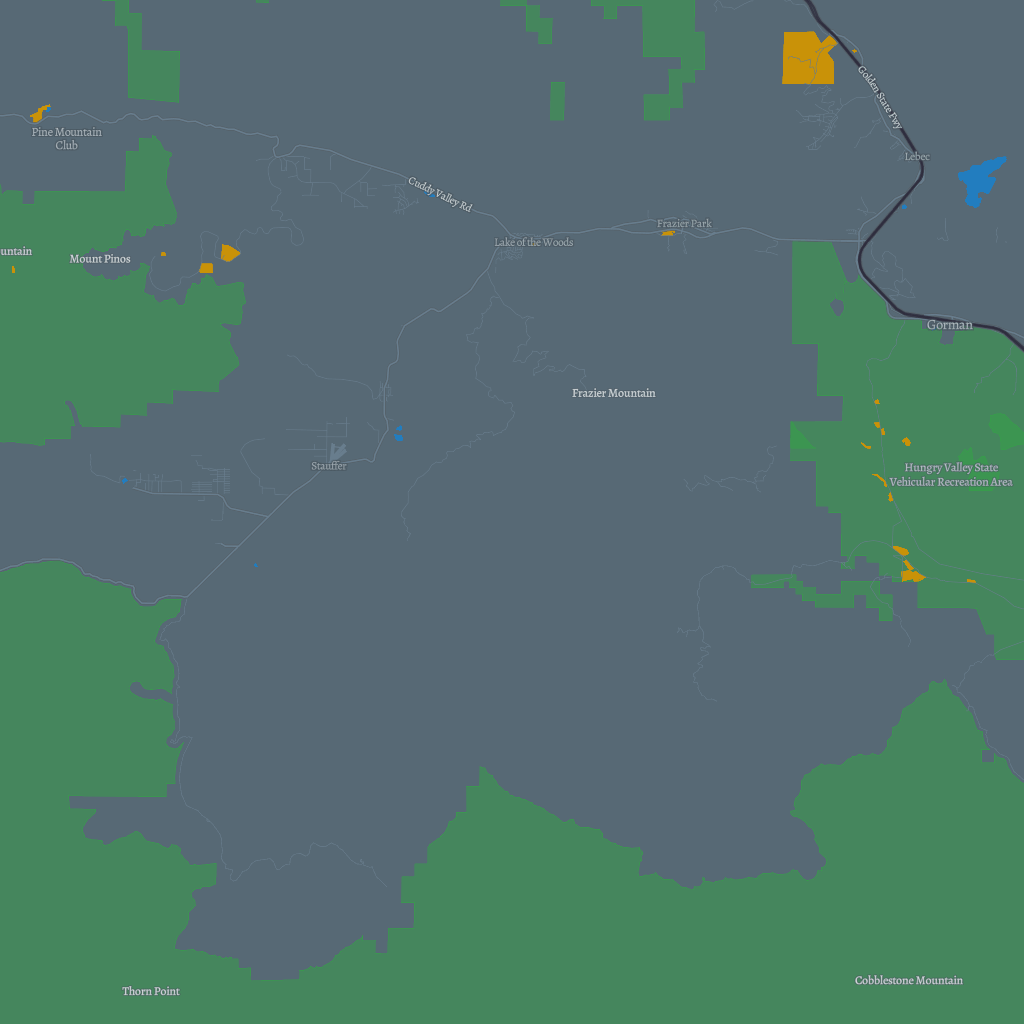 Golden State Fwy
Pine Mountain
Club
Lebec
Cuddy Valley Rd
Frazier Park
Lake of the Woods
ountain
Mount Pinos
Gorman
Frazier Mountain
Stauffer
Hungry Valley State
Vehicular Recreation Area
Cobblestone Mountain
Thorn Point